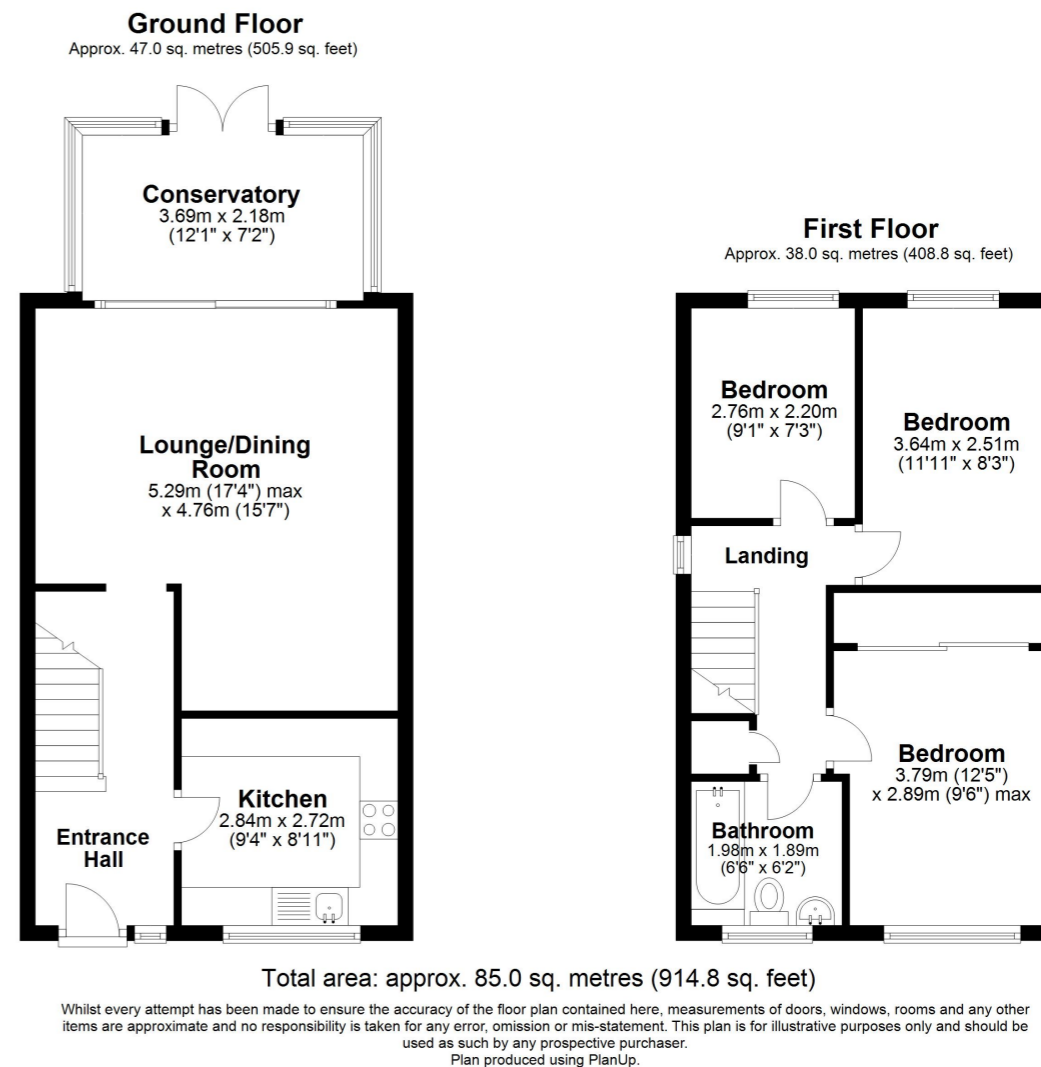 Ground Floor
Approx. 47.0 sq. metres (505.9 sq. feet)
Conservatory
3.69m x 2.18m
(12'1" x 7'2")
Lounge/Dining
Room
5.29m (17'4") max
x 4.76m (15'7")
Kitchen
2.84m x 2.72m
(9'4" x 8'11")
Entrance
Hall
First Floor
Approx. 38.0 sq. metres (408.8 sq. feet)
Bedroom
2.76m x 2.20m
(9'1" x 7'3")
Bedroom
3.64m x 2.51m
(11'11" x 8'3")
Landing
Bedroom
3.79m (12'5")
x 2.89m (9'6") max
Bathroom
1.98m x 1.89m
(6'6" x 6'2")
Total area: approx. 85.0 sq. metres (914.8 sq. feet)
Whilst every attempt has been made to ensure the accuracy of the floor plan contained here, measurements of doors, windows, rooms and any other
items are approximate and no responsibility is taken for any error, omission or mis-statement. This plan is for illustrative purposes only and should be
used as such by any prospective purchaser.
Plan produced using PlanUp.